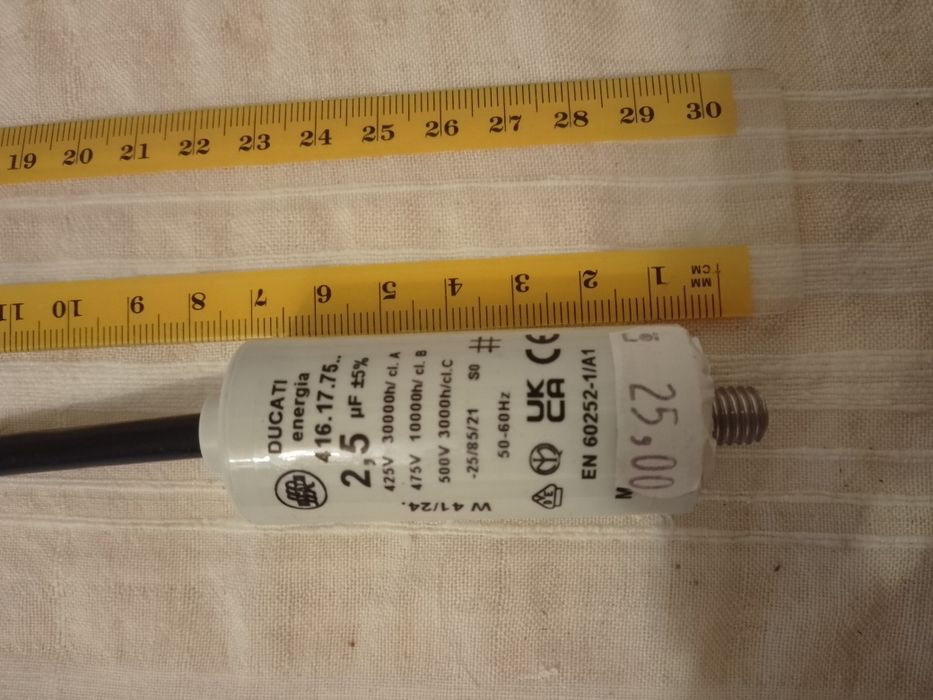 19 20 21 22 23 24 25 26 27 28 29 30
11 10 9 8 7 6 5 4 3 2 1
MM
CM
DUCATI
energia
416.17.75..
2,5 µF ±5%
425V 30000h/ cl. A
475V 10000h/ cl. B
500V 3000h/cl.C
-25/85/21 S0
50-60Hz
UK
CA
CE
EN 60252-1/A1
W 41/24.
25,00
M